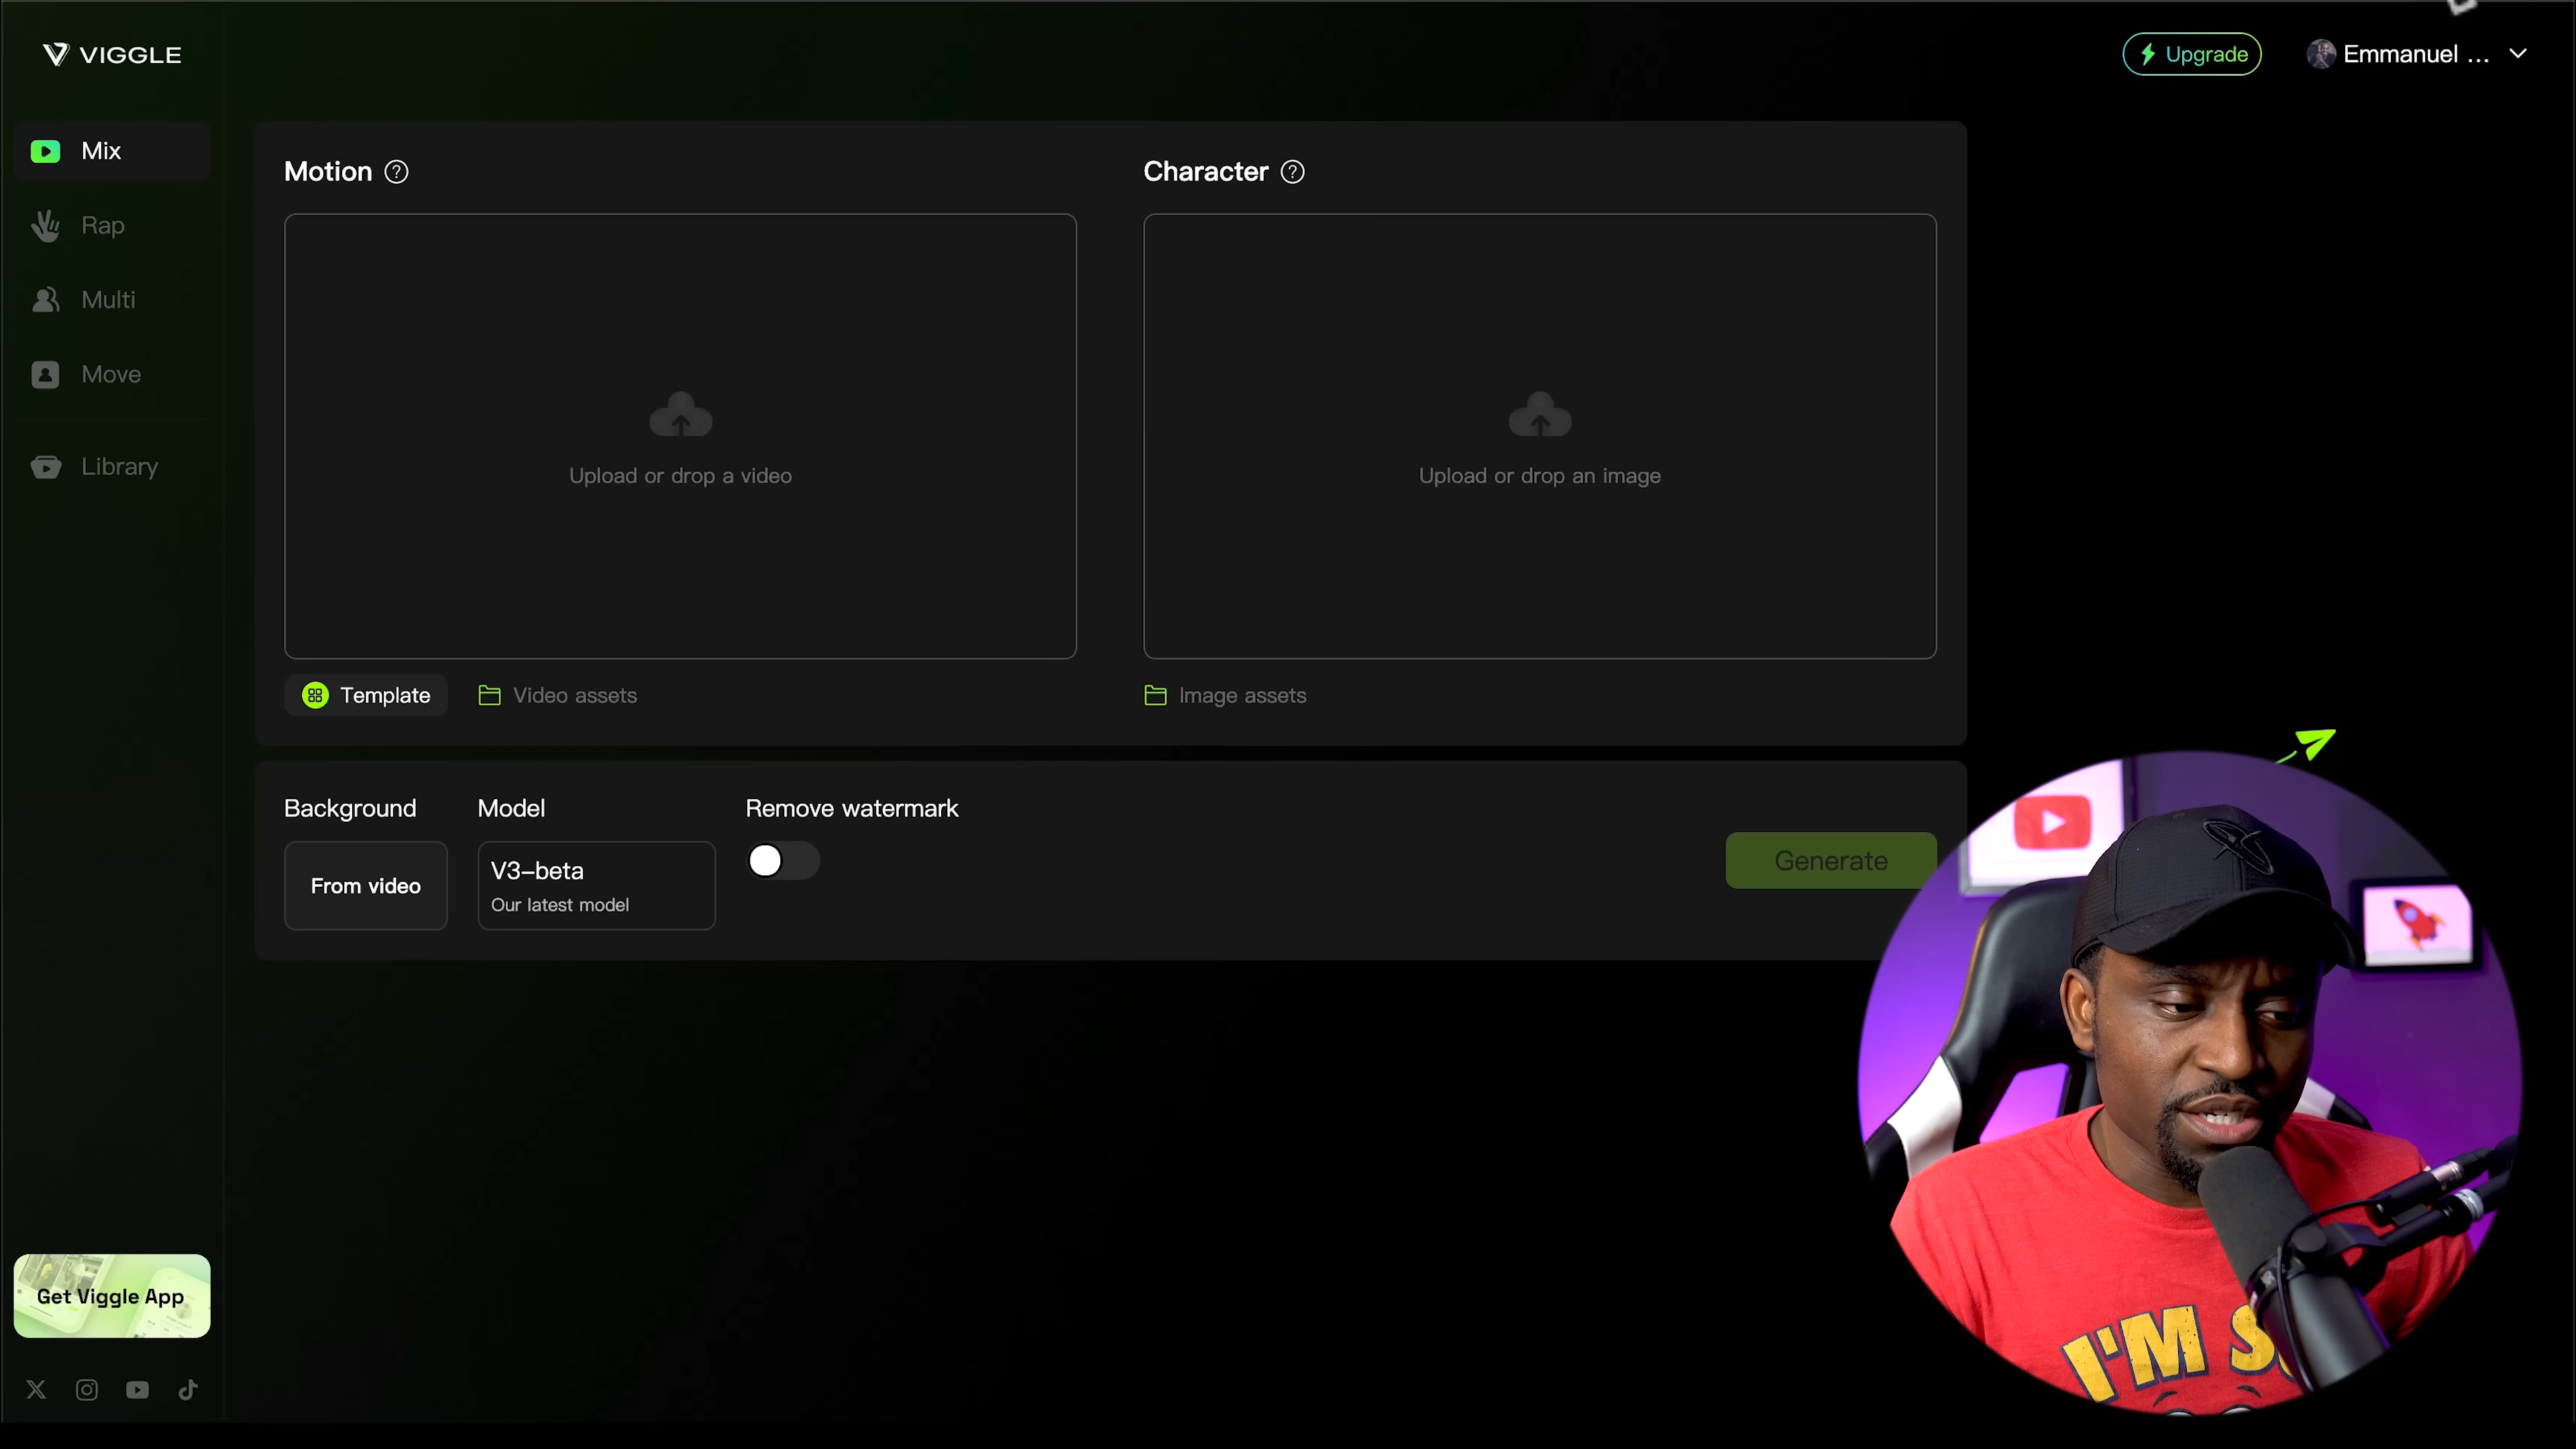 VIGGLE
Upgrade
Emmanuel ...
Mix
Rap
Multi
Move
Library
Motion ?
Character ?
Upload or drop a video
Upload or drop an image
Template
Video assets
Image assets
Background
Model
Remove watermark
From video
V3-beta
Our latest model
Generate
Get Viggle App
I'M